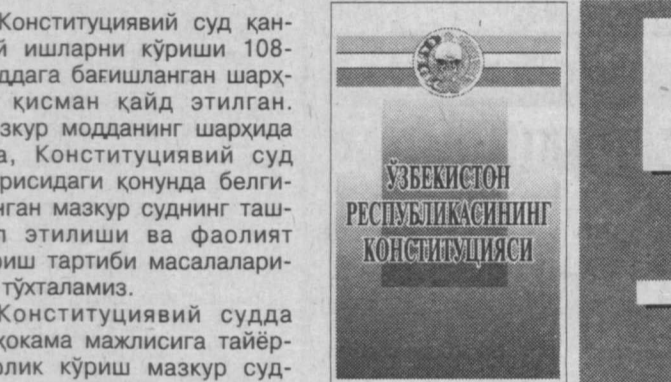 Конституциявий суд қан-
й ишларни кўриши 108-
ддага бағишланган шарҳ-
қисман қайд этилган.
зкур модданинг шарҳида
а, Конституциявий суд
рисидаги қонунда белги-
нган мазкур суднинг таш-
л этилиши ва фаолият
риш тартиби масалалари-
тўхталамиз.
Конституциявий судда
ҳокама мажлисига тайёр-
рлик кўриш мазкур суд-
ЎЗБЕКИСТОН
РЕСПУБЛИКАСИНИНГ
КОНСТИТУЦИЯСИ